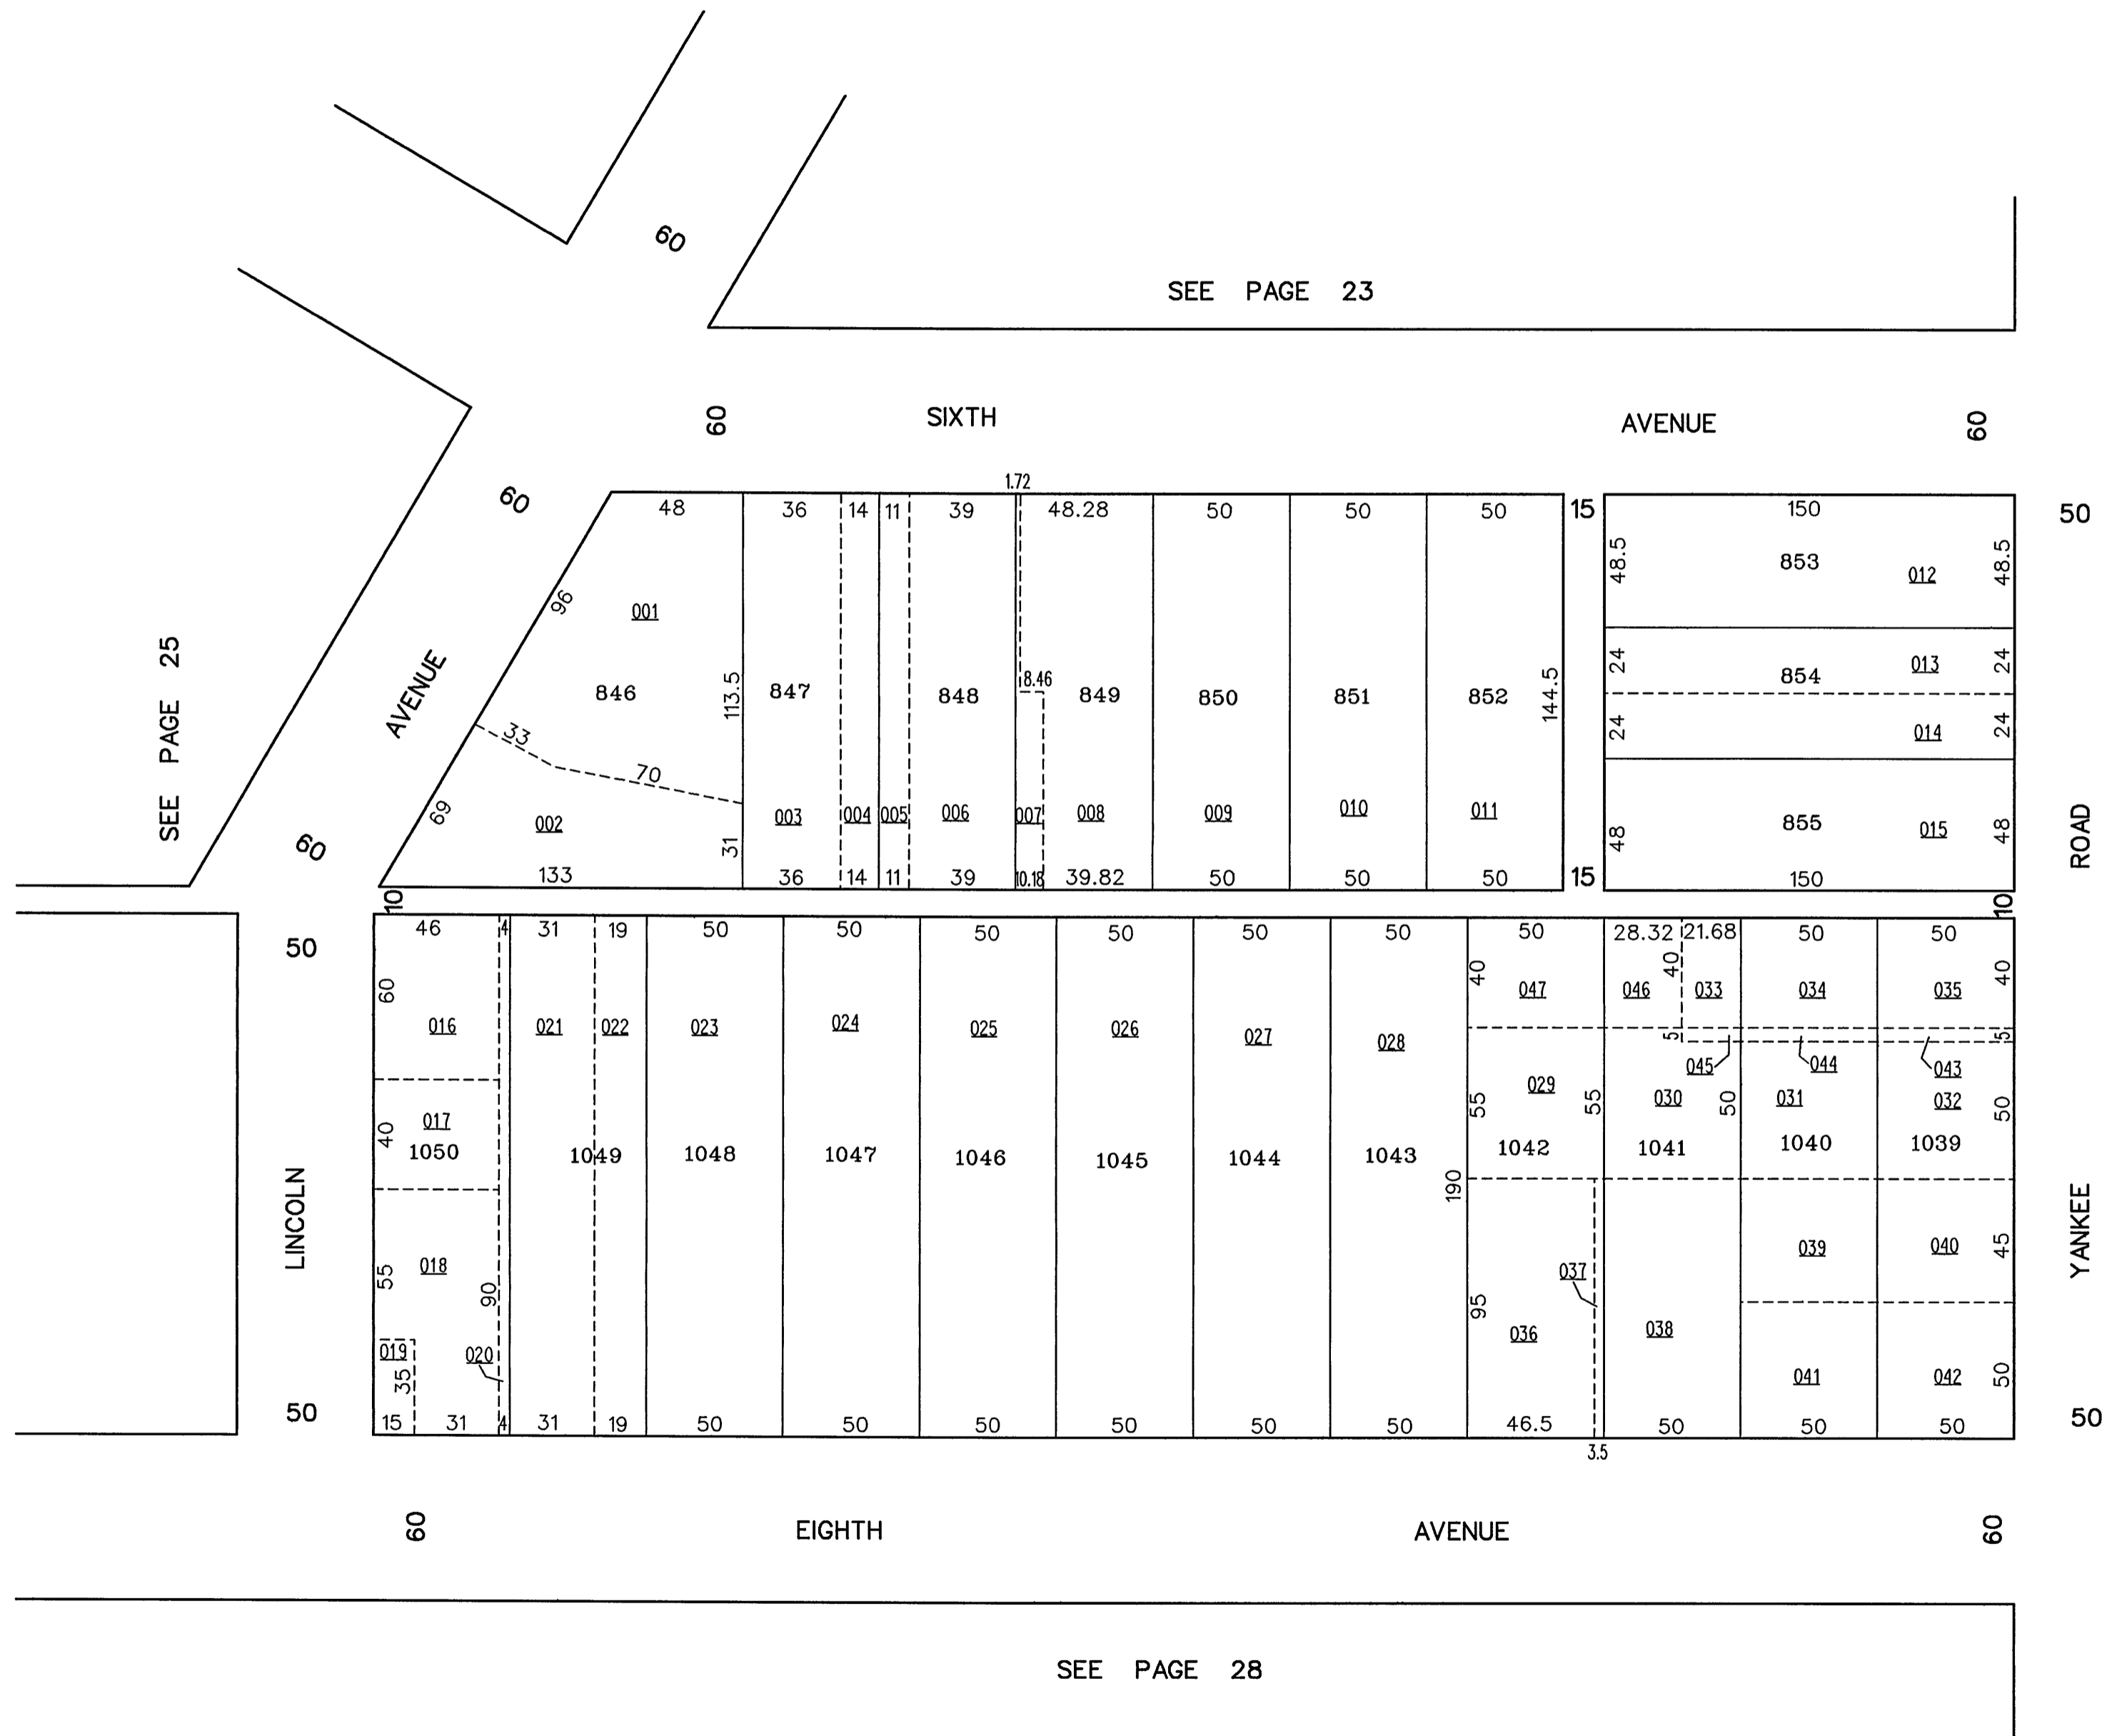 60
SEE PAGE 23
60 SIXTH AVENUE 60
60
1.72
48 36 14 11 39 48.28 50 50 50 15 150 50
48.5 853 012 48.5
96 001
SEE PAGE 25
AVENUE
846 113.5 847 848 8.46 849 850 851 852 144.5
24 854 013 24
24 014 24
33 70
69 002 31 003 004 005 006 007 008 009 010 011
48 855 015 48
ROAD
60
133 36 14 11 39 10.18 39.82 50 50 50 15 150
10 10
50 46 4 31 19 50 50 50 50 50 50 50 28.32 21.68 50 50
60 016 021 022 023 024 025 026 027 028
40 047 046 40 033 034 035 40
5 5
045 044 043
55 029 55 030 50 031 032 50
40 017
1050 1049 1048 1047 1046 1045 1044 1043 1042 1041 1040 1039
190
LINCOLN
YANKEE
55 018 90
037 039 040 45
95 036 038
019 35 020
041 042 50
50 15 31 4 31 19 50 50 50 50 50 50 46.5 50 50 50 50
3.5
60 EIGHTH AVENUE 60
SEE PAGE 28